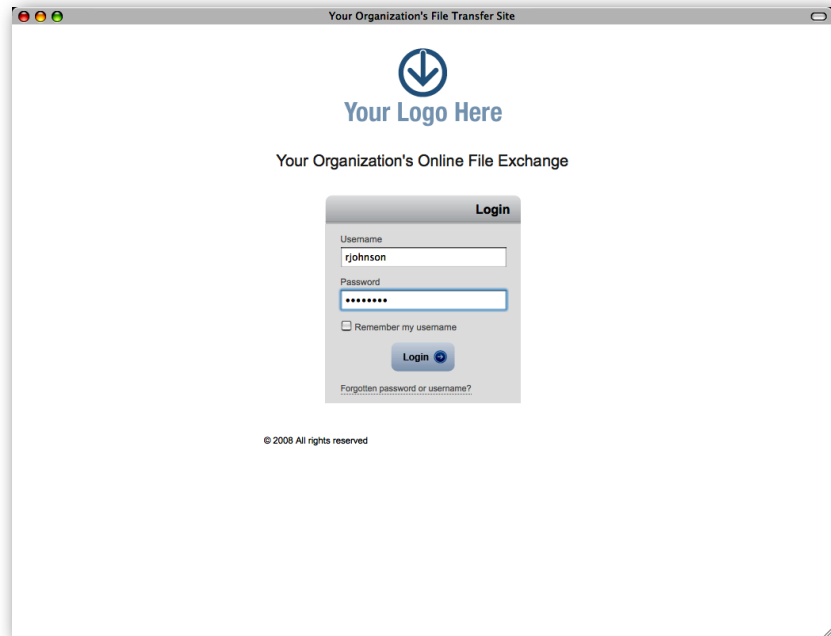 Your Organization's File Transfer Site
Your Logo Here
Your Organization's Online File Exchange
Login
Username
rjohnson
Password
••••••••
Remember my username
Login
Forgotten password or username?
© 2008 All rights reserved